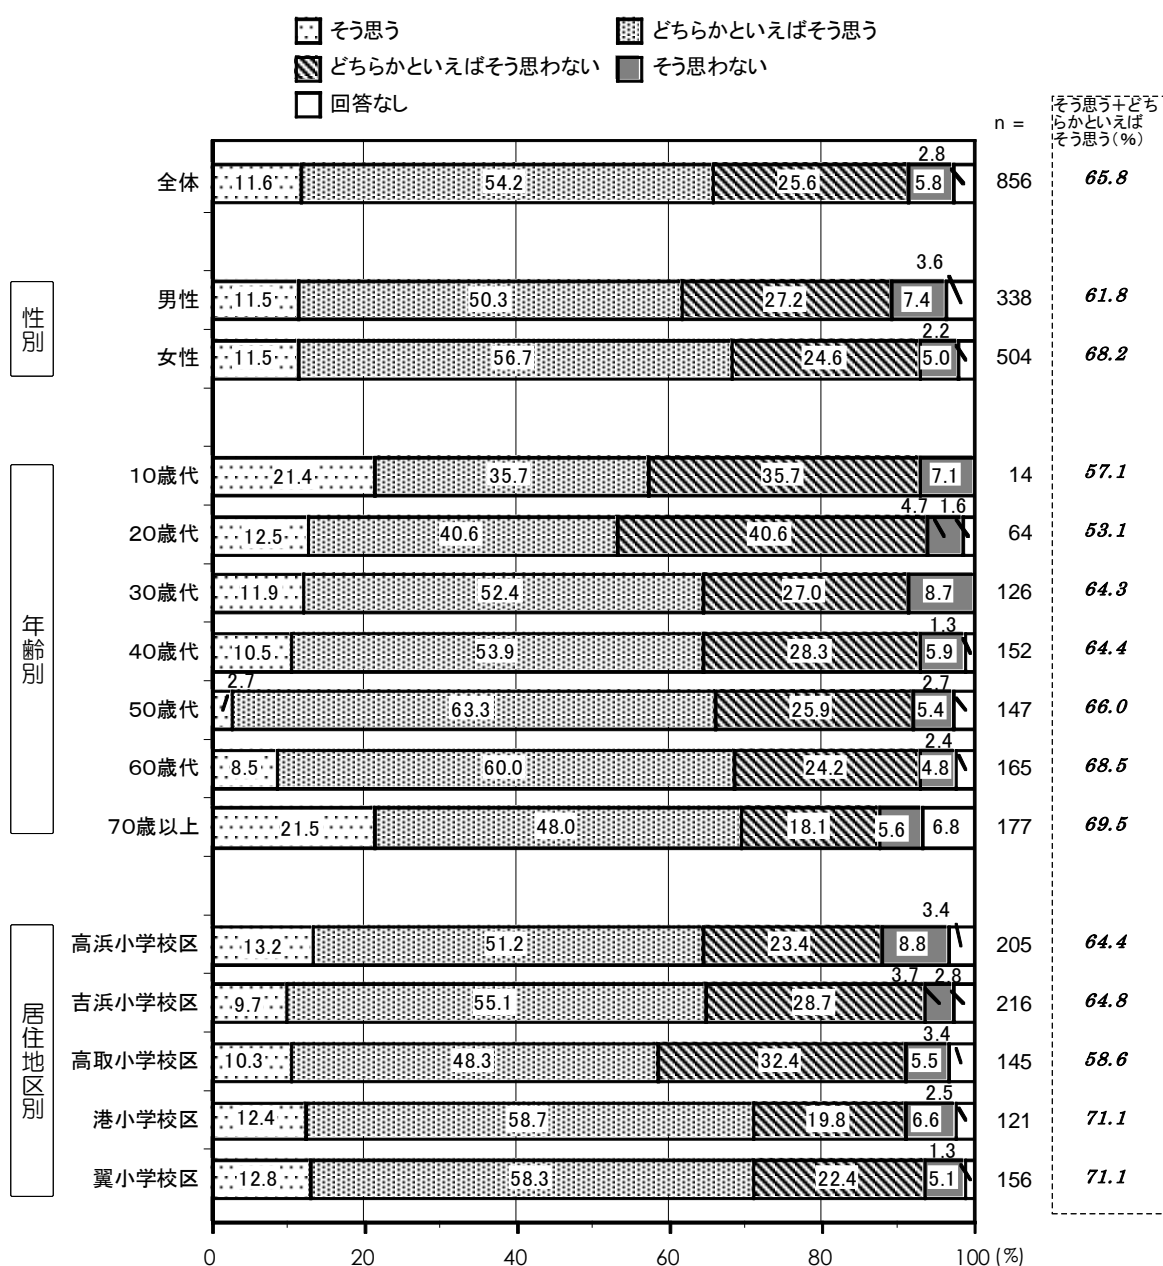 そう思う どちらかといえばそう思う
どちらかといえばそう思わない そう思わない
回答なし
n =
そう思う＋どち
らかといえば
そう思う(%)
全体 11.6 54.2 25.6 5.8 2.8 856 65.8
性別
男性 11.5 50.3 27.2 7.4 3.6 338 61.8
女性 11.5 56.7 24.6 5.0 2.2 504 68.2
年齢別
10歳代 21.4 35.7 35.7 7.1 14 57.1
20歳代 12.5 40.6 40.6 4.7 1.6 64 53.1
30歳代 11.9 52.4 27.0 8.7 126 64.3
40歳代 10.5 53.9 28.3 5.9 1.3 152 64.4
50歳代 2.7 63.3 25.9 5.4 2.7 147 66.0
60歳代 8.5 60.0 24.2 4.8 2.4 165 68.5
70歳以上 21.5 48.0 18.1 5.6 6.8 177 69.5
居住地区別
高浜小学校区 13.2 51.2 23.4 8.8 3.4 205 64.4
吉浜小学校区 9.7 55.1 28.7 3.7 2.8 216 64.8
高取小学校区 10.3 48.3 32.4 5.5 3.4 145 58.6
港小学校区 12.4 58.7 19.8 6.6 2.5 121 71.1
翼小学校区 12.8 58.3 22.4 5.1 1.3 156 71.1
0 20 40 60 80 100 (%)